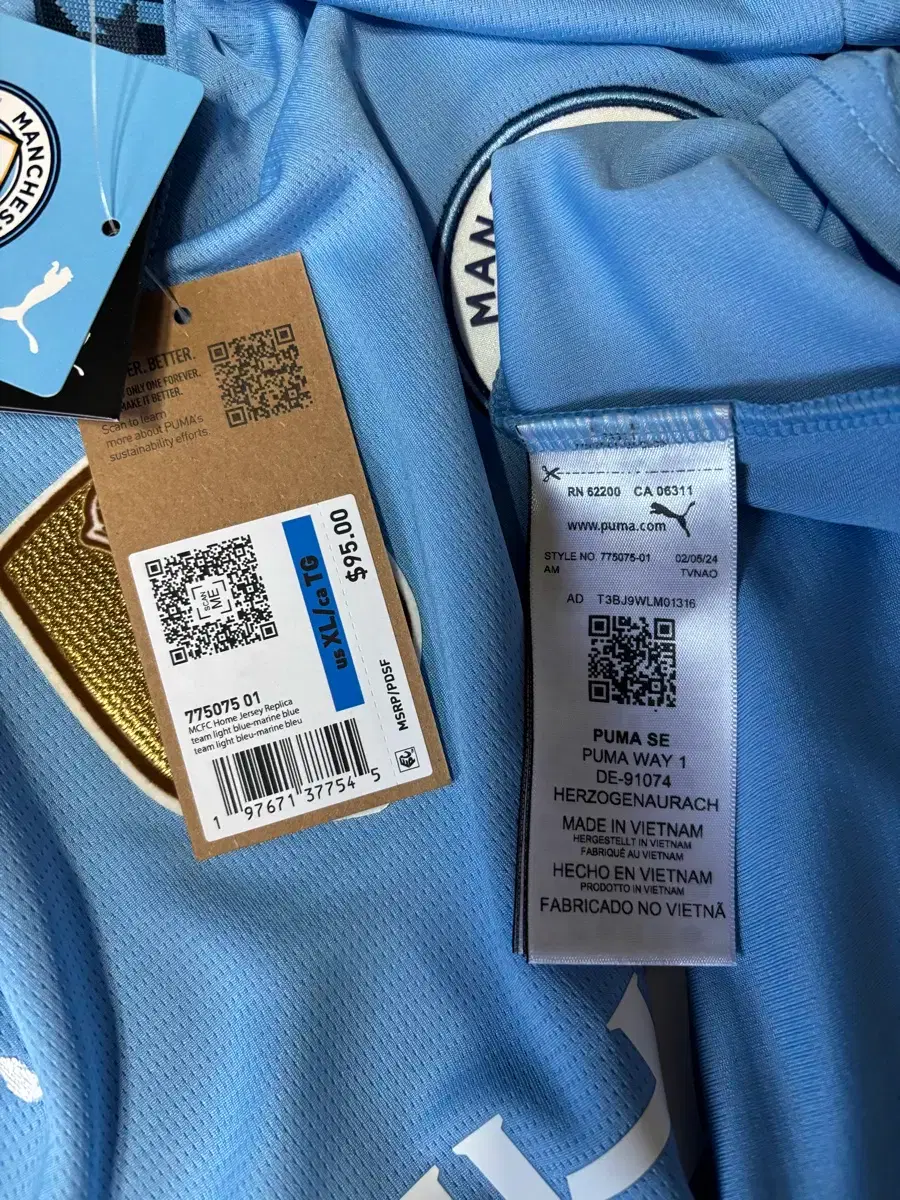 MANCHES
ER. BETTER.
ONLY ONE FOREVER.
MAKE IT BETTER.
Scan to learn
more about PUMA's
sustainability efforts.
SCAN
ME
US XL/CA TG
$95.00
MSRP/PDSF
775075 01
MCFC Home Jersey Replica
team light blue-marine blue
team light bleu-marine bleu
1 97671 37754 5
MAN
RN 62200 CA 06311
www.puma.com
STYLE NO. 775075-01 02/05/24
AM TVNAO
AD T3BJ9WLM01316
PUMA SE
PUMA WAY 1
DE-91074
HERZOGENAURACH
MADE IN VIETNAM
HERGESTELLT IN VIETNAM
FABRIQUÉ AU VIETNAM
HECHO EN VIETNAM
PRODOTTO IN VIETNAM
FABRICADO NO VIETNÃ